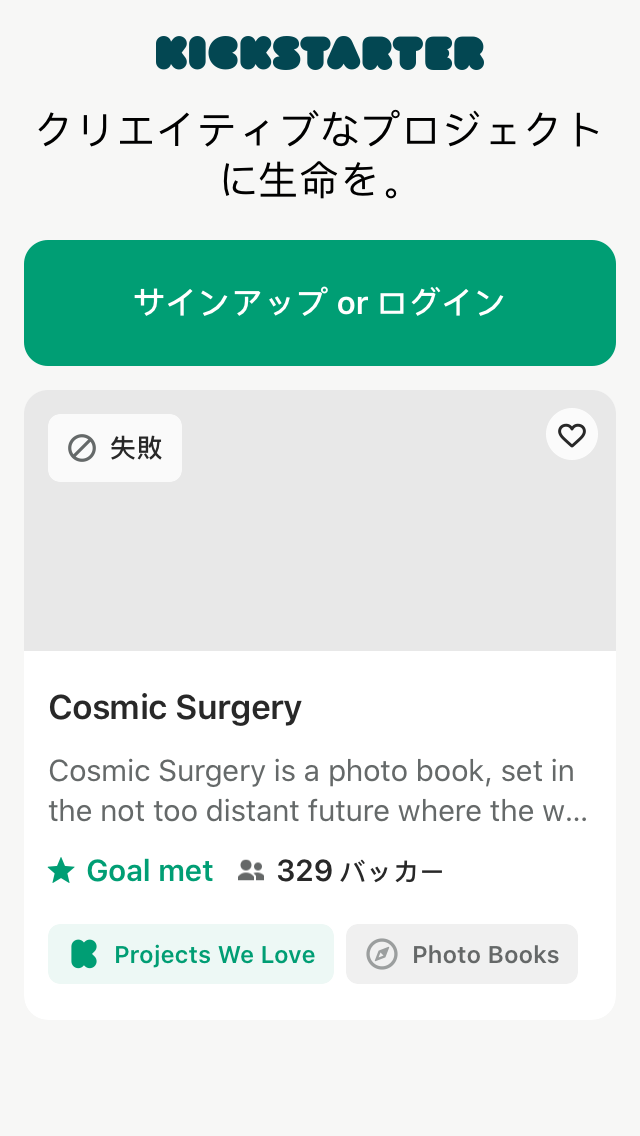 KICKSTARTER
クリエイティブなプロジェクト
に生命を。
サインアップ or ログイン
失敗
Cosmic Surgery
Cosmic Surgery is a photo book, set in
the not too distant future where the w...
Goal met 329 バッカー
Projects We Love Photo Books